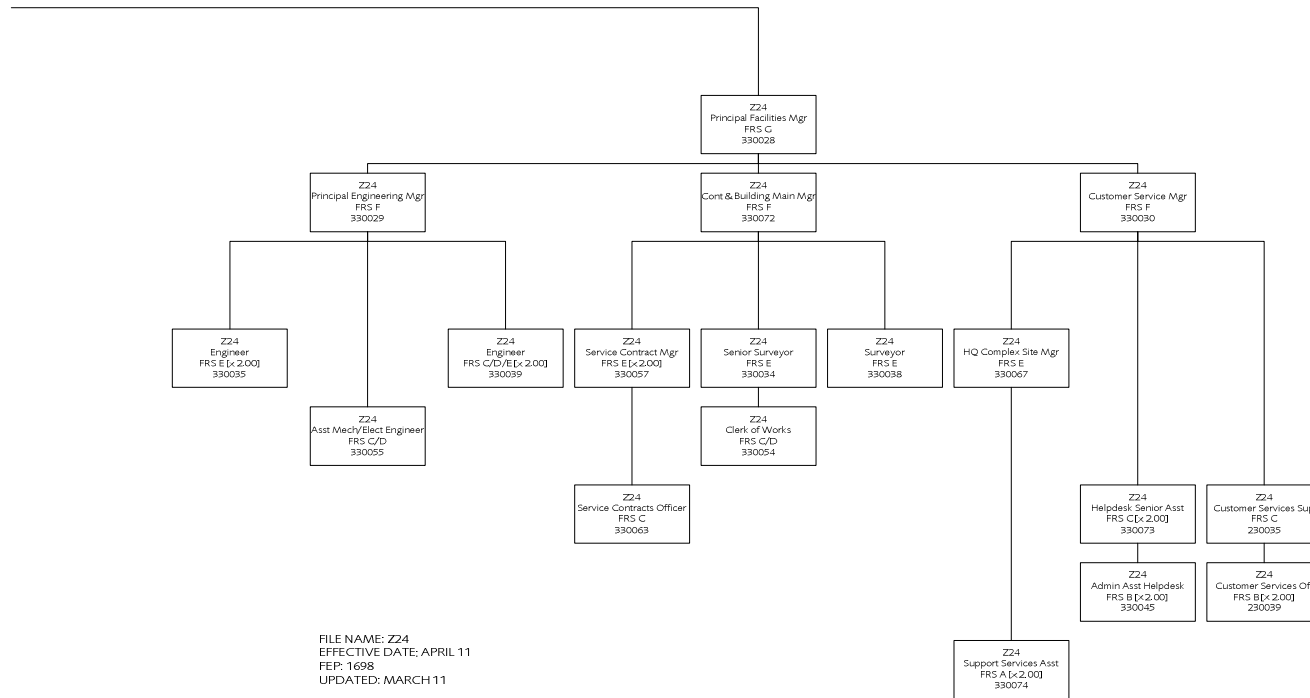 Z24
Principal Facilities Mgr
FRS G
330028
Z24
Principal Engineering Mgr
FRS F
330029
Z24
Cont & Building Main Mgr
FRS F
330072
Z24
Customer Service Mgr
FRS F
330030
Z24
Engineer
FRS E [x 2.00]
330035
Z24
Engineer
FRS C/D/E [x 2.00]
330039
Z24
Service Contract Mgr
FRS E [x 2.00]
330057
Z24
Senior Surveyor
FRS E
330034
Z24
Surveyor
FRS E
330038
Z24
HQ Complex Site Mgr
FRS E
330067
Z24
Asst Mech/Elect Engineer
FRS C/D
330055
Z24
Clerk of Works
FRS C/D
330054
Z24
Service Contracts Officer
FRS C
330063
Z24
Helpdesk Senior Asst
FRS C [x 2.00]
330073
Z24
Customer Services Sup
FRS C
230035
Z24
Admin Asst Helpdesk
FRS B [x 2.00]
330045
Z24
Customer Services Of
FRS B [x 2.00]
230039
Z24
Support Services Asst
FRS A [x 2.00]
330074
FILE NAME: Z24
EFFECTIVE DATE; APRIL 11
FEP: 1698
UPDATED: MARCH 11